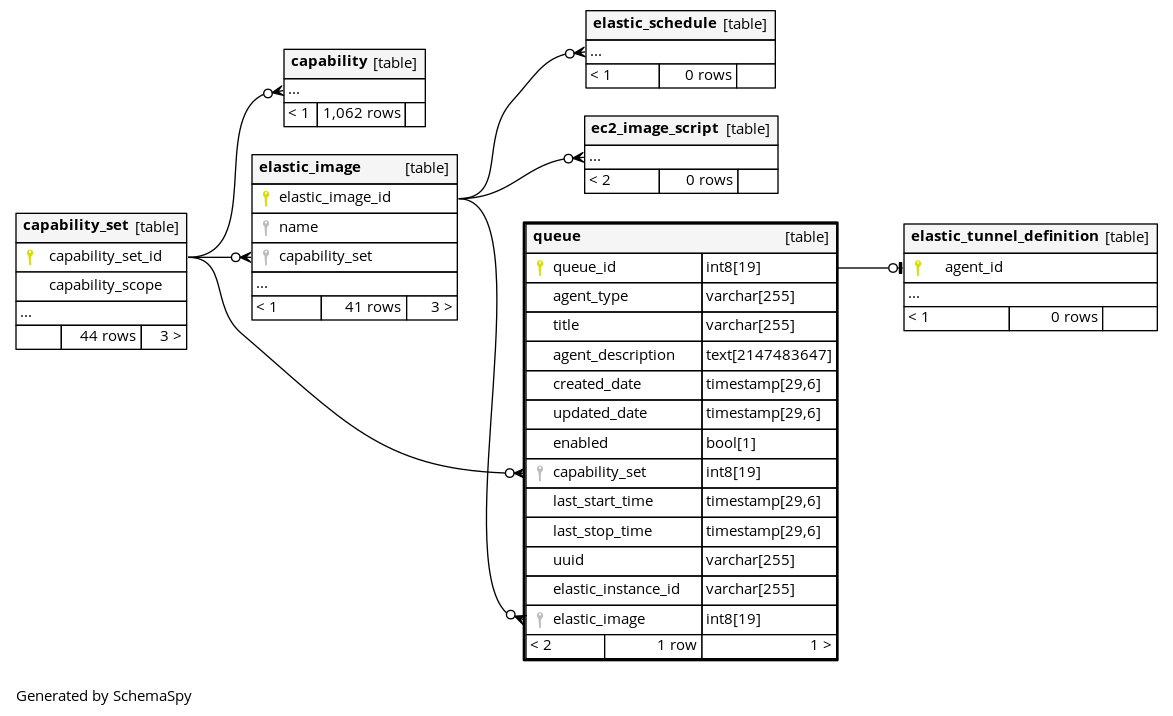 elastic_schedule [table]
...
< 1 0 rows
capability [table]
...
< 1 1,062 rows
ec2_image_script [table]
...
< 2 0 rows
elastic_image [table]
elastic_image_id
name
capability_set
...
< 1 41 rows 3 >
capability_set [table]
capability_set_id
capability_scope
...
44 rows 3 >
queue [table]
queue_id int8[19]
agent_type varchar[255]
title varchar[255]
agent_description text[2147483647]
created_date timestamp[29,6]
updated_date timestamp[29,6]
enabled bool[1]
capability_set int8[19]
last_start_time timestamp[29,6]
last_stop_time timestamp[29,6]
uuid varchar[255]
elastic_instance_id varchar[255]
elastic_image int8[19]
< 2 1 row 1 >
elastic_tunnel_definition [table]
agent_id
...
< 1 0 rows
Generated by SchemaSpy